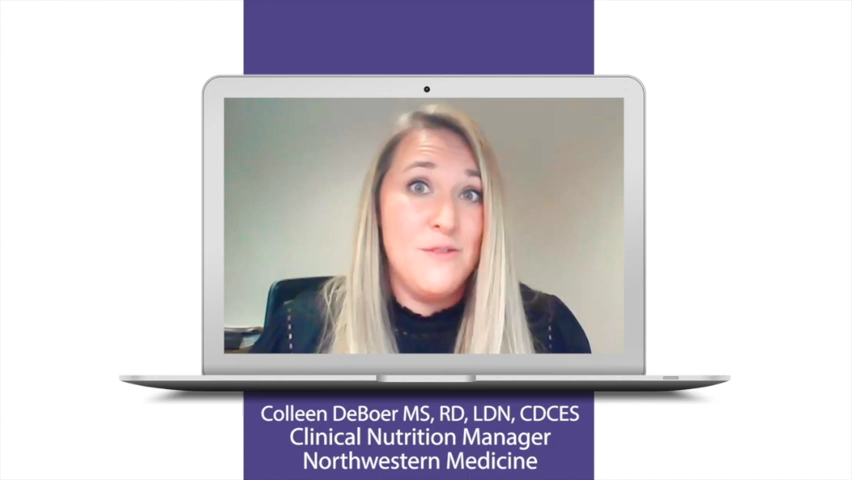 Colleen DeBoer MS, RD, LDN, CDCES
Clinical Nutrition Manager
Northwestern Medicine